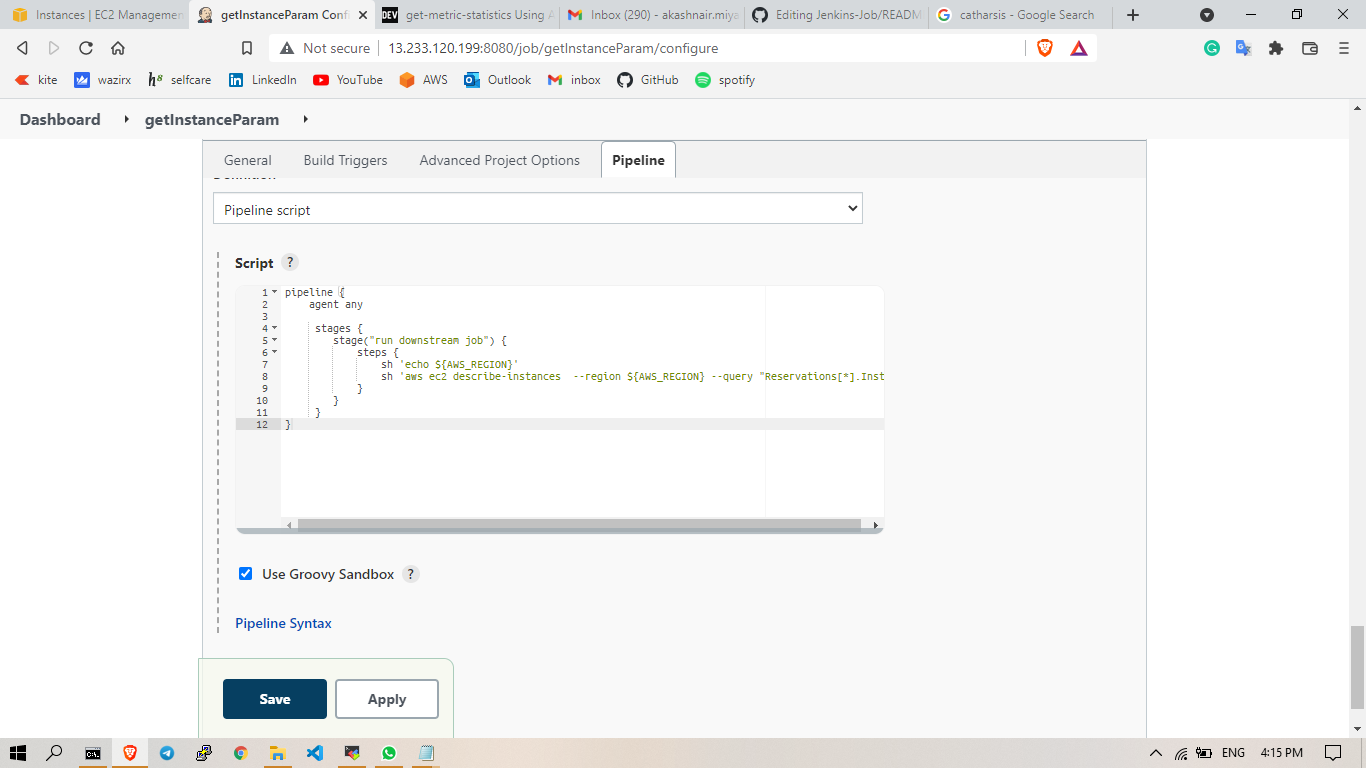 Instances | EC2 Managemen
getInstanceParam Confi
get-metric-statistics Using A
Inbox (290) - akashnair.miya
Editing Jenkins-Job/READM
catharsis - Google Search
Not secure | 13.233.120.199:8080/job/getInstanceParam/configure
kite wazirx selfcare LinkedIn YouTube AWS Outlook inbox GitHub spotify
Dashboard getInstanceParam
General Build Triggers Advanced Project Options Pipeline
Definition
Pipeline script
Script ?
1 pipeline {
2 agent any
3
4 stages {
5 stage("run downstream job") {
6 steps {
7 sh 'echo ${AWS_REGION}'
8 sh 'aws ec2 describe-instances  --region ${AWS_REGION} --query "Reservations[*].Inst
9 }
10 }
11 }
12 }
Use Groovy Sandbox ?
Pipeline Syntax
Save Apply
ENG 4:15 PM